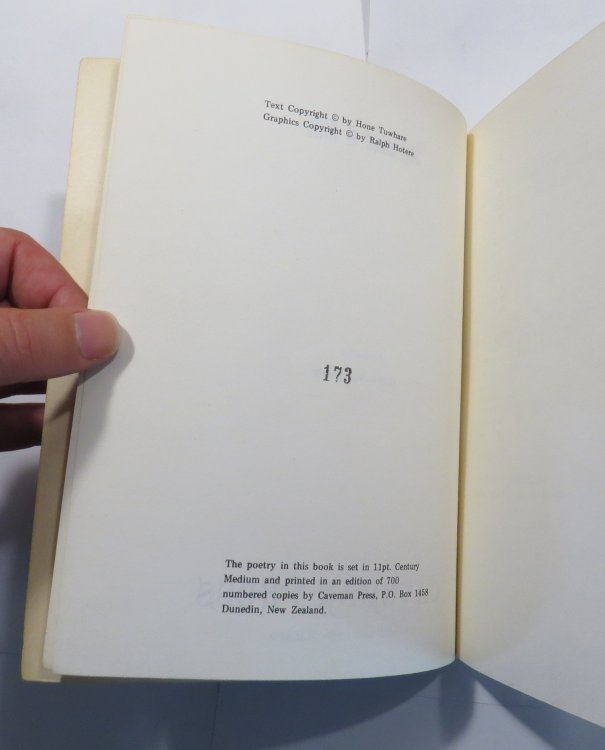 Text Copyright © by Hone Tuwhare
Graphics Copyright © by Ralph Hotere
173
The poetry in this book is set in 11pt. Century
Medium and printed in an edition of 700
numbered copies by Caveman Press, P.O. Box 1458
Dunedin, New Zealand.